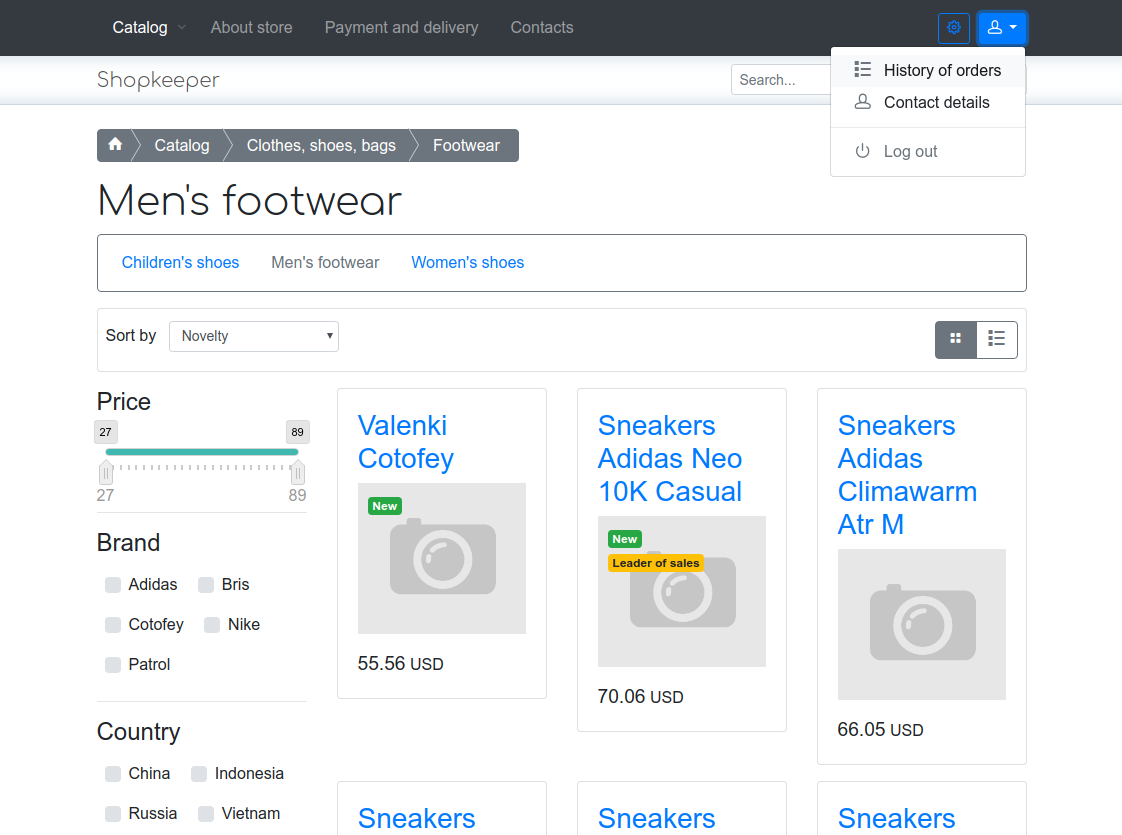 Catalog
About store
Payment and delivery
Contacts
Shopkeeper
Search...
History of orders
Contact details
Log out
Catalog
Clothes, shoes, bags
Footwear
Men's footwear
Children's shoes
Men's footwear
Women's shoes
Sort by
Novelty
Price
27
89
27
89
Brand
Adidas
Bris
Cotofey
Nike
Patrol
Country
China
Indonesia
Russia
Vietnam
Valenki
Cotofey
New
55.56 USD
Sneakers
Adidas Neo
10K Casual
New
Leader of sales
70.06 USD
Sneakers
Adidas
Climawarm
Atr M
66.05 USD
Sneakers
Sneakers
Sneakers